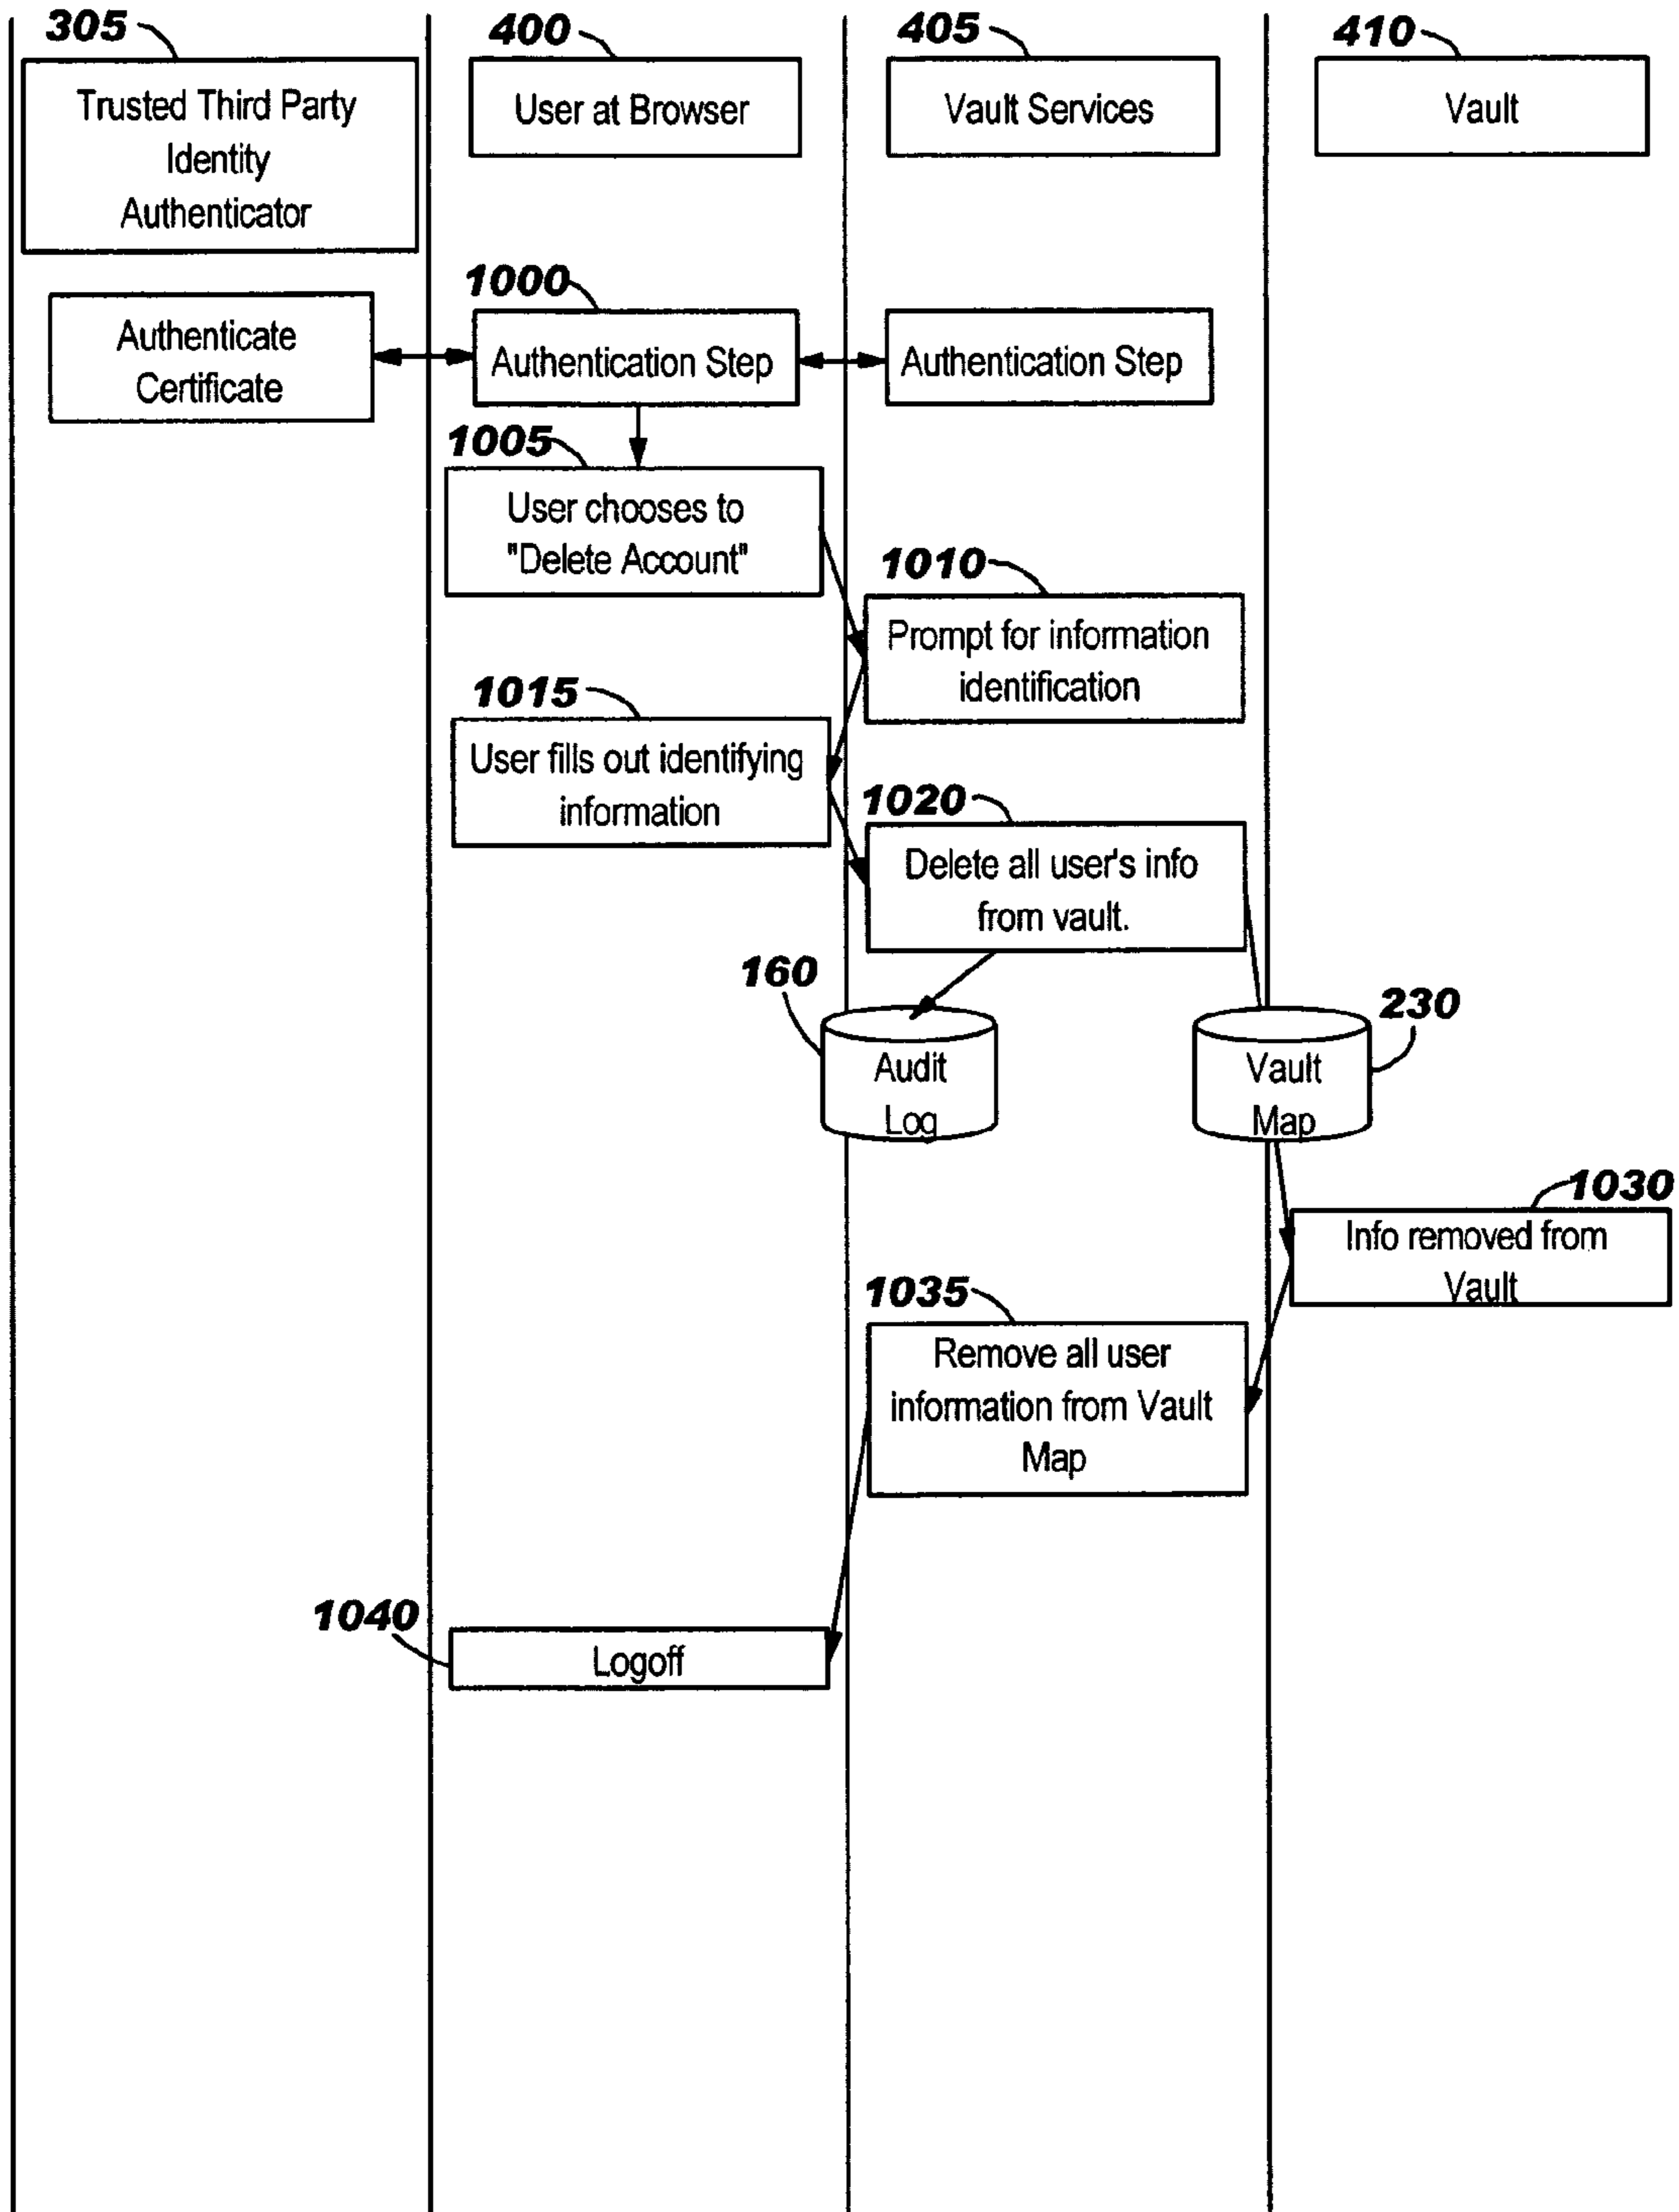 305
400
405
410
Trusted Third Party
Identity
Authenticator
User at Browser
Vault Services
Vault
1000
Authenticate
Certificate
Authentication Step
Authentication Step
1005
User chooses to
"Delete Account"
1010
Prompt for information
identification
1015
User fills out identifying
information
1020
Delete all user's info
from vault.
160
Audit
Log
230
Vault
Map
1030
Info removed from
Vault
1035
Remove all user
information from Vault
Map
1040
Logoff